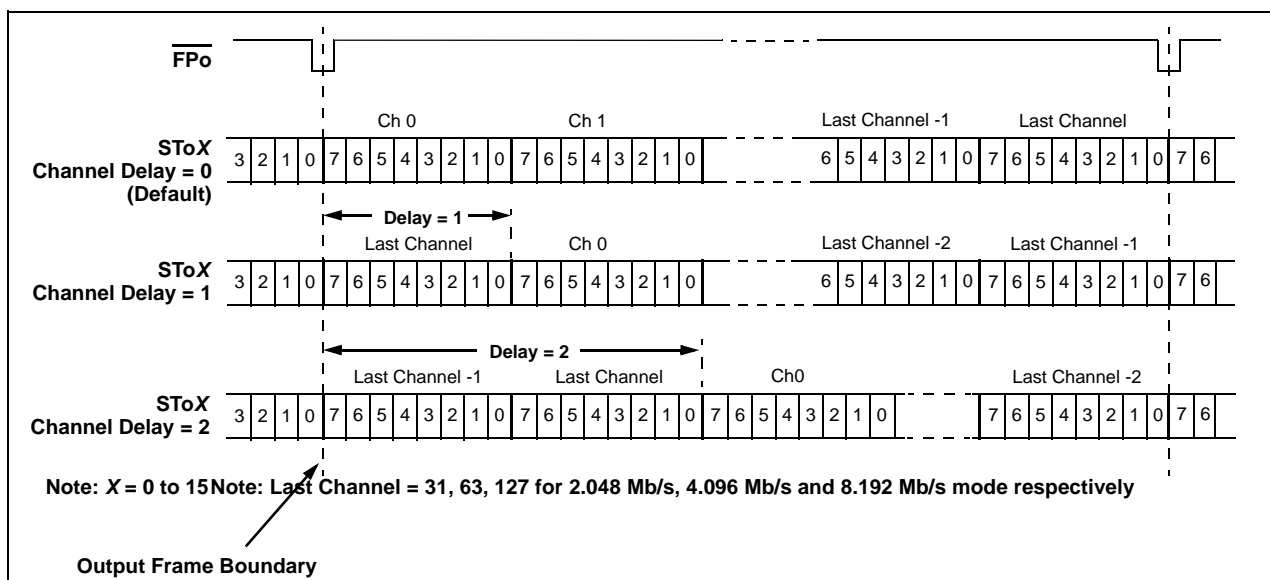 FPo
Ch 0 Ch 1 Last Channel -1 Last Channel
SToX
Channel Delay = 0
(Default)
3 2 1 0 7 6 5 4 3 2 1 0 7 6 5 4 3 2 1 0 6 5 4 3 2 1 0 7 6 5 4 3 2 1 0 7 6
Delay = 1
Last Channel Ch 0 Last Channel -2 Last Channel -1
SToX
Channel Delay = 1
3 2 1 0 7 6 5 4 3 2 1 0 7 6 5 4 3 2 1 0 6 5 4 3 2 1 0 7 6 5 4 3 2 1 0 7 6
Delay = 2
Last Channel -1 Last Channel Ch0 Last Channel -2
SToX
Channel Delay = 2
3 2 1 0 7 6 5 4 3 2 1 0 7 6 5 4 3 2 1 0 7 6 5 4 3 2 1 0 7 6 5 4 3 2 1 0 7 6
Note: X = 0 to 15Note: Last Channel = 31, 63, 127 for 2.048 Mb/s, 4.096 Mb/s and 8.192 Mb/s mode respectively
Output Frame Boundary